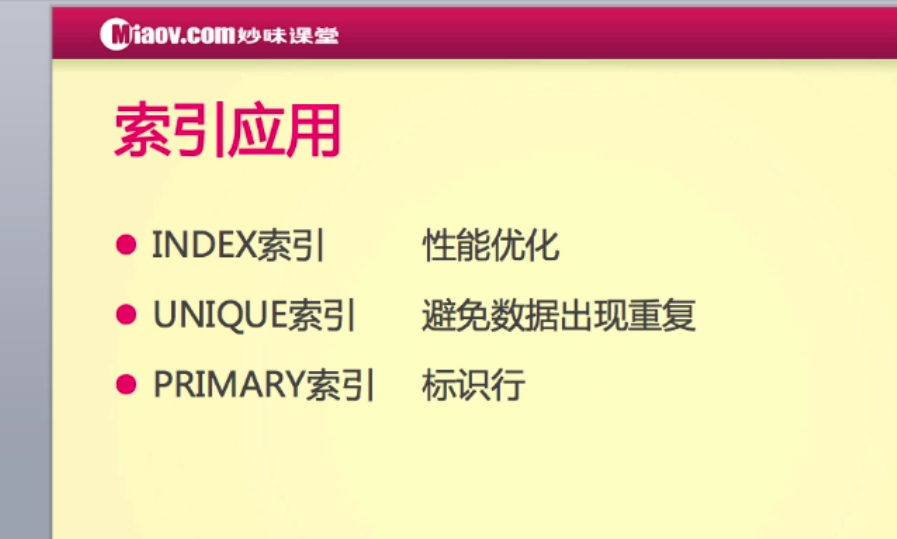 Miaov.com妙味课堂
索引应用
INDEX索引 性能优化
UNIQUE索引 避免数据出现重复
PRIMARY索引 标识行